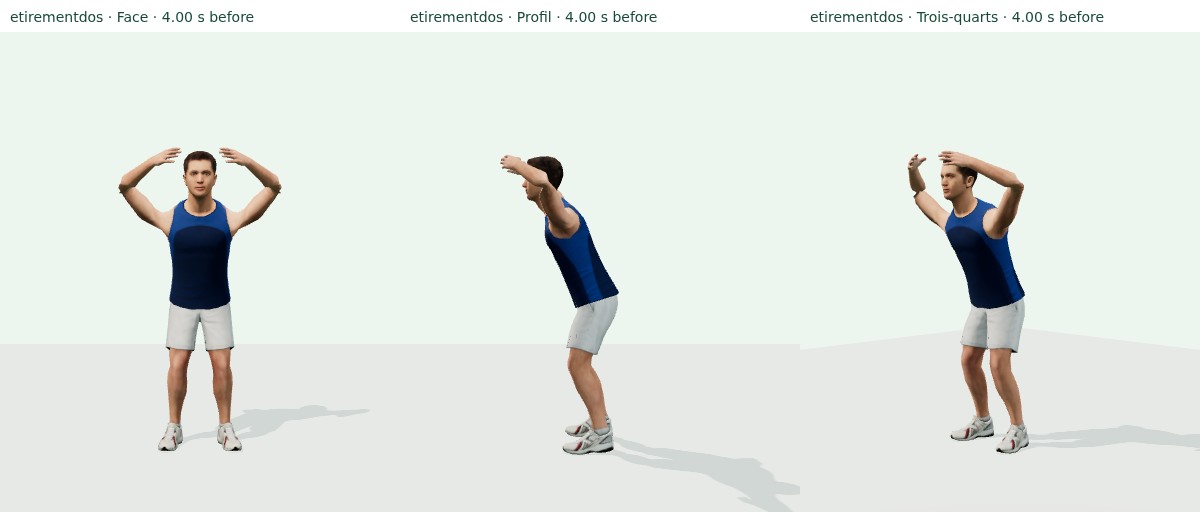 etirementdos · Face · 4.00 s before
etirementdos · Profil · 4.00 s before
etirementdos · Trois-quarts · 4.00 s before